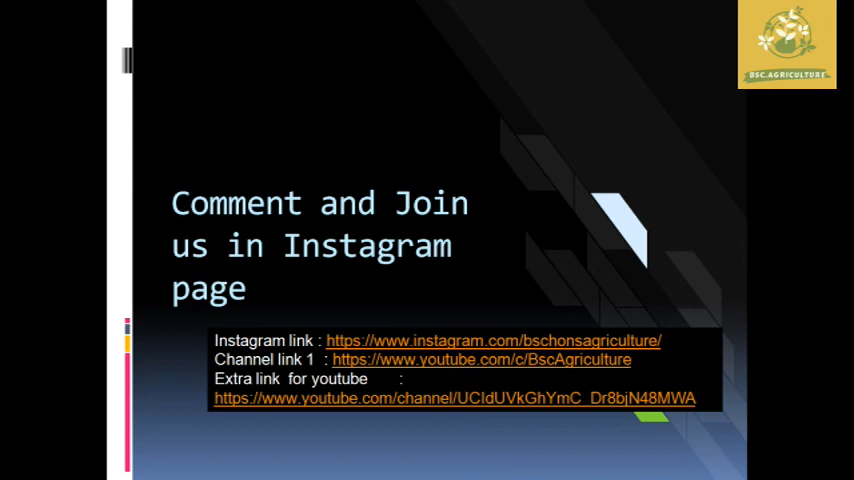 BSC.AGRICULTURE
Comment and Join
us in Instagram
page
Instagram link : https://www.instagram.com/bschonsagriculture/
Channel link 1 : https://www.youtube.com/c/BscAgriculture
Extra link for youtube :
https://www.youtube.com/channel/UCIdUVkGhYmC_Dr8bjN48MWA